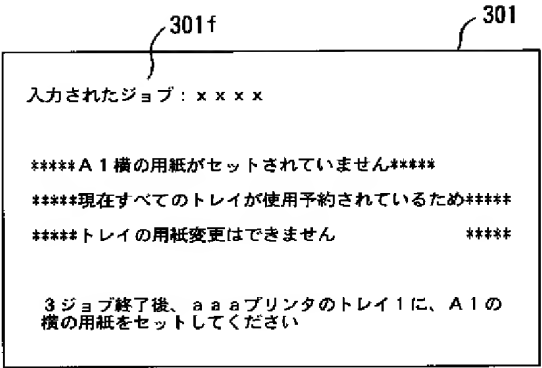 301f
301
入力されたジョブ：ｘｘｘｘ
*****Ａ１横の用紙がセットされていません*****
*****現在すべてのトレイが使用予約されているため*****
*****トレイの用紙変更はできません *****
３ジョブ終了後、ａａａプリンタのトレイ１に、Ａ１の
横の用紙をセットしてください